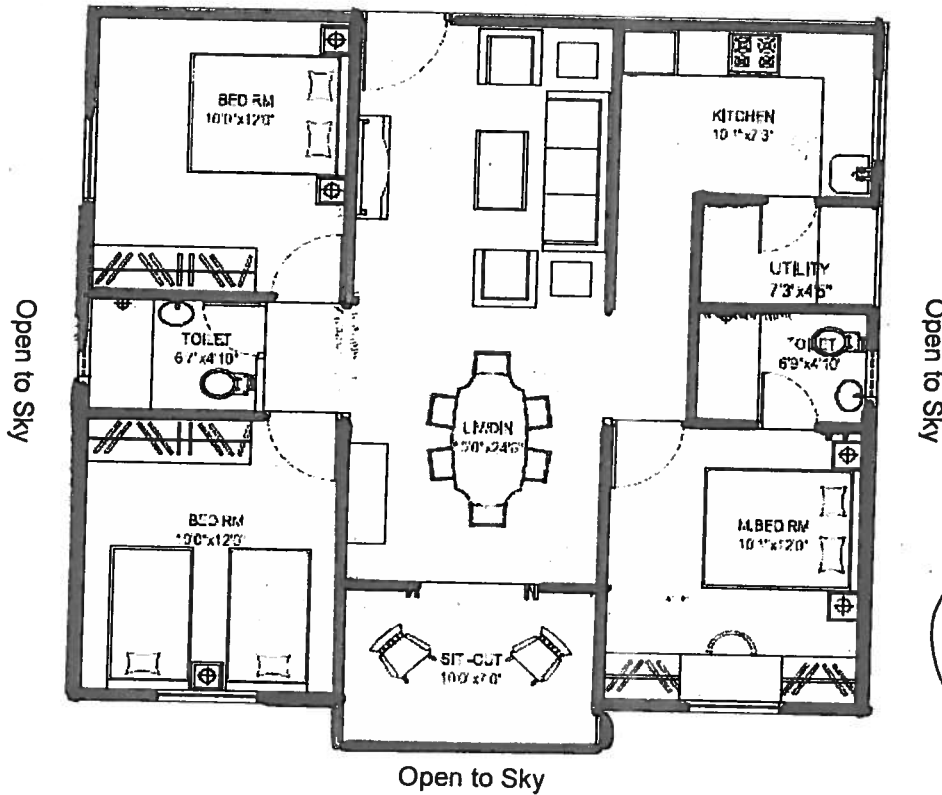 BED RM
10'0"x12'0"
KITCHEN
10'1"x7'3"
UTILITY
7'3"x4'6"
Open to Sky
TOILET
6'7"x4'10"
TOILET
6'9"x4'10'
Open to Sky
LIV/DIN
BED RM
10'0"x12'0"
M.BED RM
10'1"x12'0"
SIT-OUT
10'0"x7'0"
Open to Sky